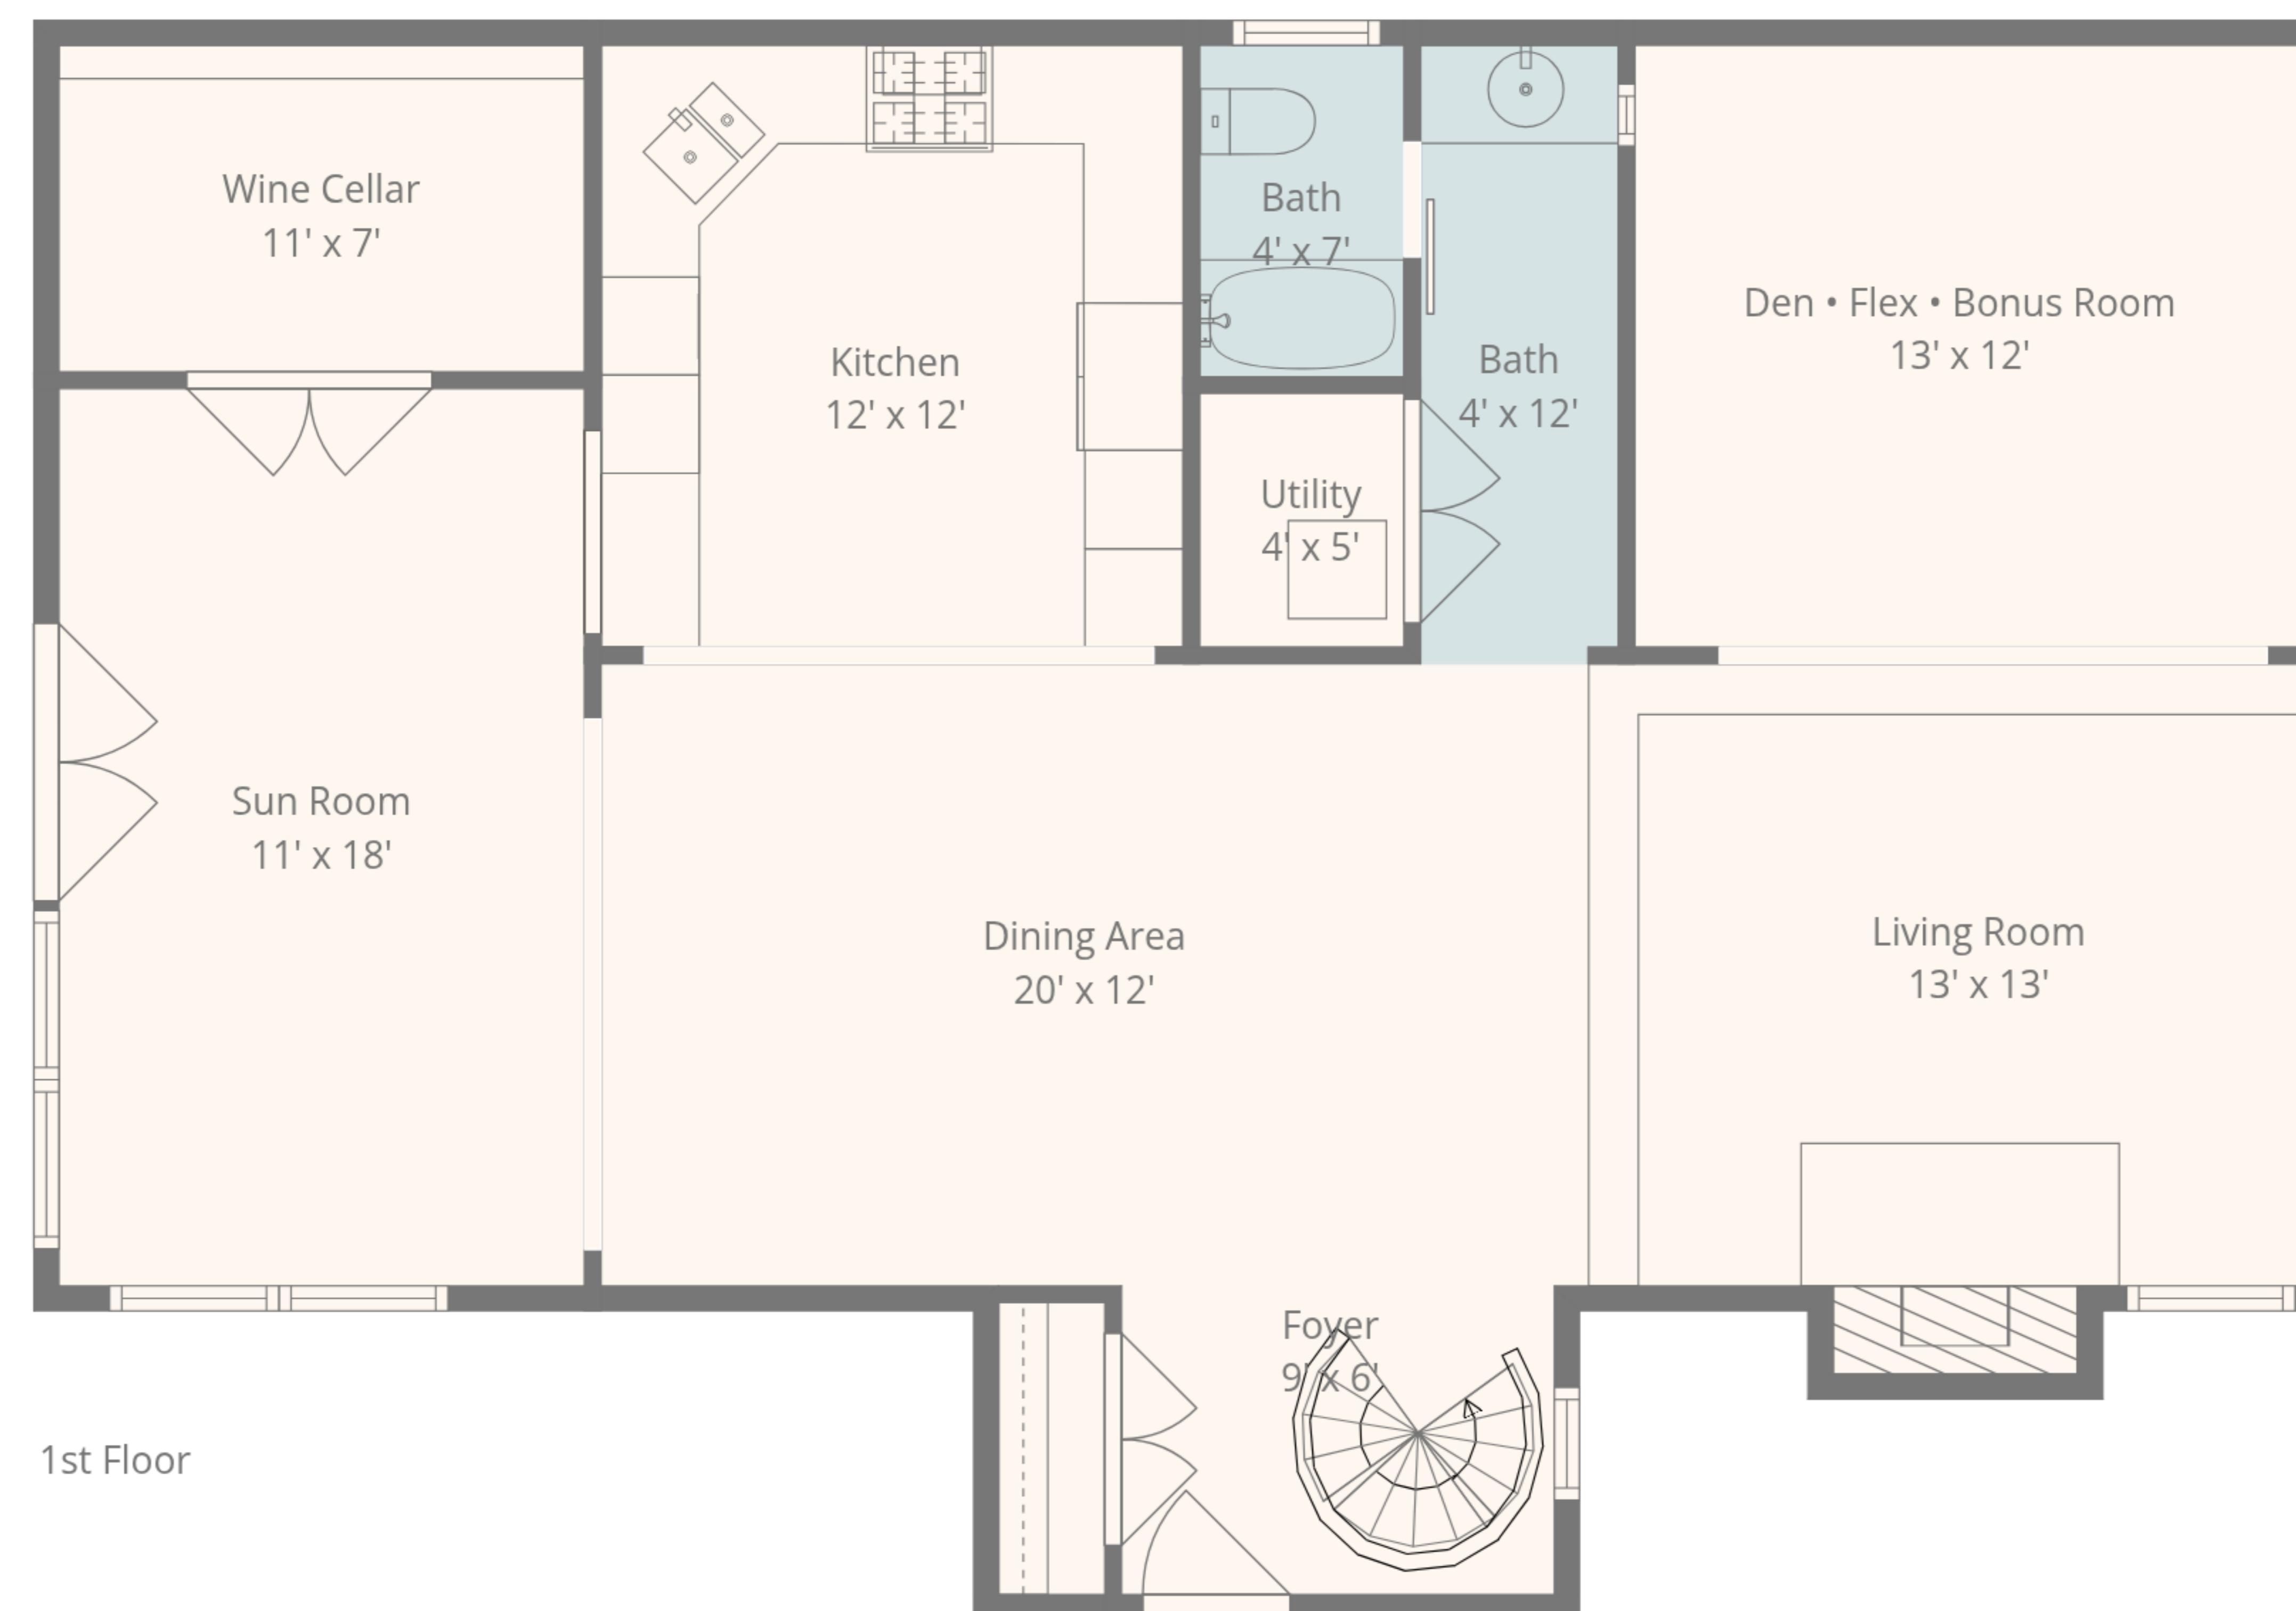 Wine Cellar
11' x 7'
Kitchen
12' x 12'
Bath
4' x 7'
Bath
4' x 12'
Utility
4' x 5'
Den • Flex • Bonus Room
13' x 12'
Sun Room
11' x 18'
Dining Area
20' x 12'
Living Room
13' x 13'
Foyer
9' x 6'
1st Floor